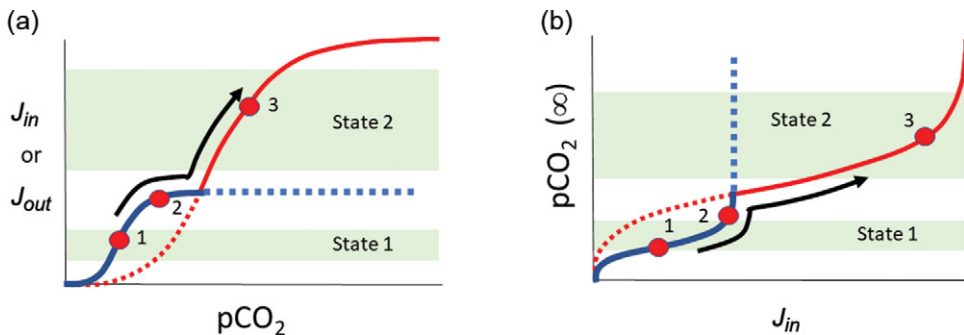 (a)
J_in
or
J_out
State 2
State 1
1
2
3
pCO₂
(b)
pCO₂ (∞)
State 2
State 1
1
2
3
J_in